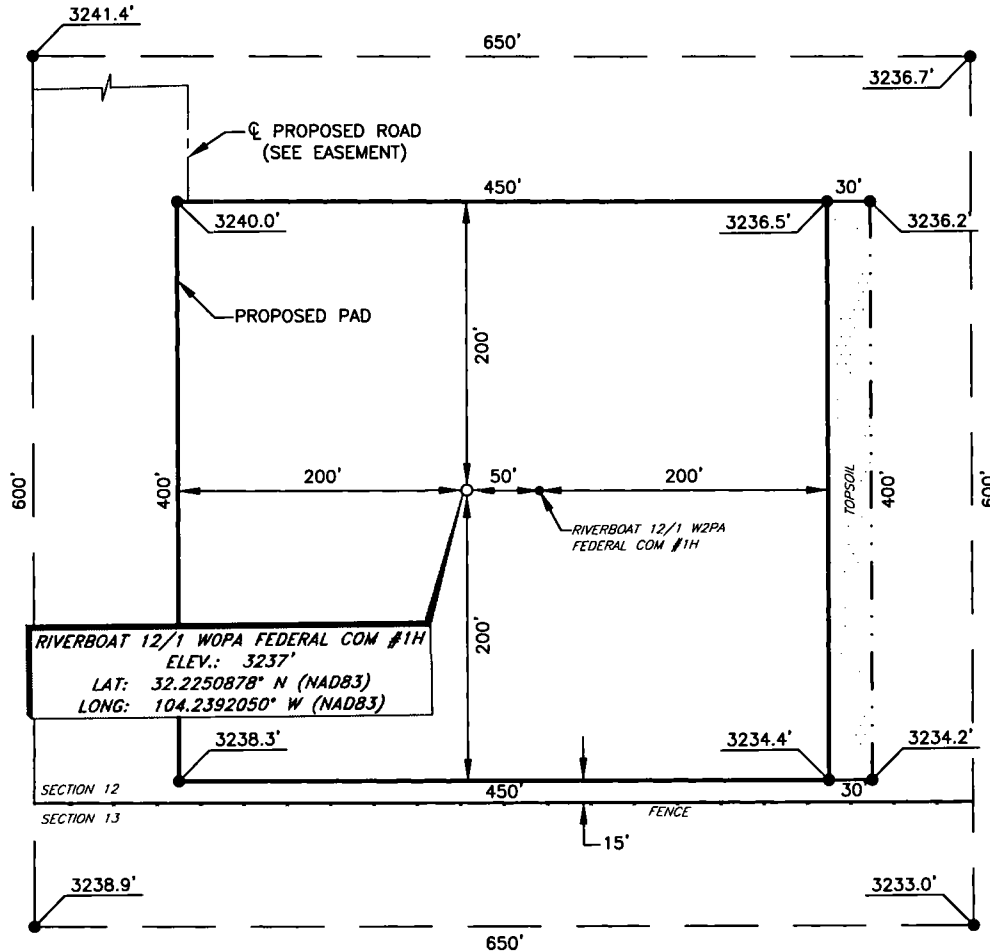 3241.4'
650'
3236.7'
℄ PROPOSED ROAD
(SEE EASEMENT)
450'
30'
3240.0'
3236.5'
3236.2'
PROPOSED PAD
200'
600'
400'
200'
50'
200'
TOPSOIL
400'
600'
RIVERBOAT 12/1 W2PA
FEDERAL COM #1H
200'
RIVERBOAT 12/1 WOPA FEDERAL COM #1H
ELEV.: 3237'
LAT: 32.2250878° N (NAD83)
LONG: 104.2392050° W (NAD83)
3238.3'
3234.4'
3234.2'
SECTION 12
450'
30'
SECTION 13
FENCE
15'
3238.9'
3233.0'
650'